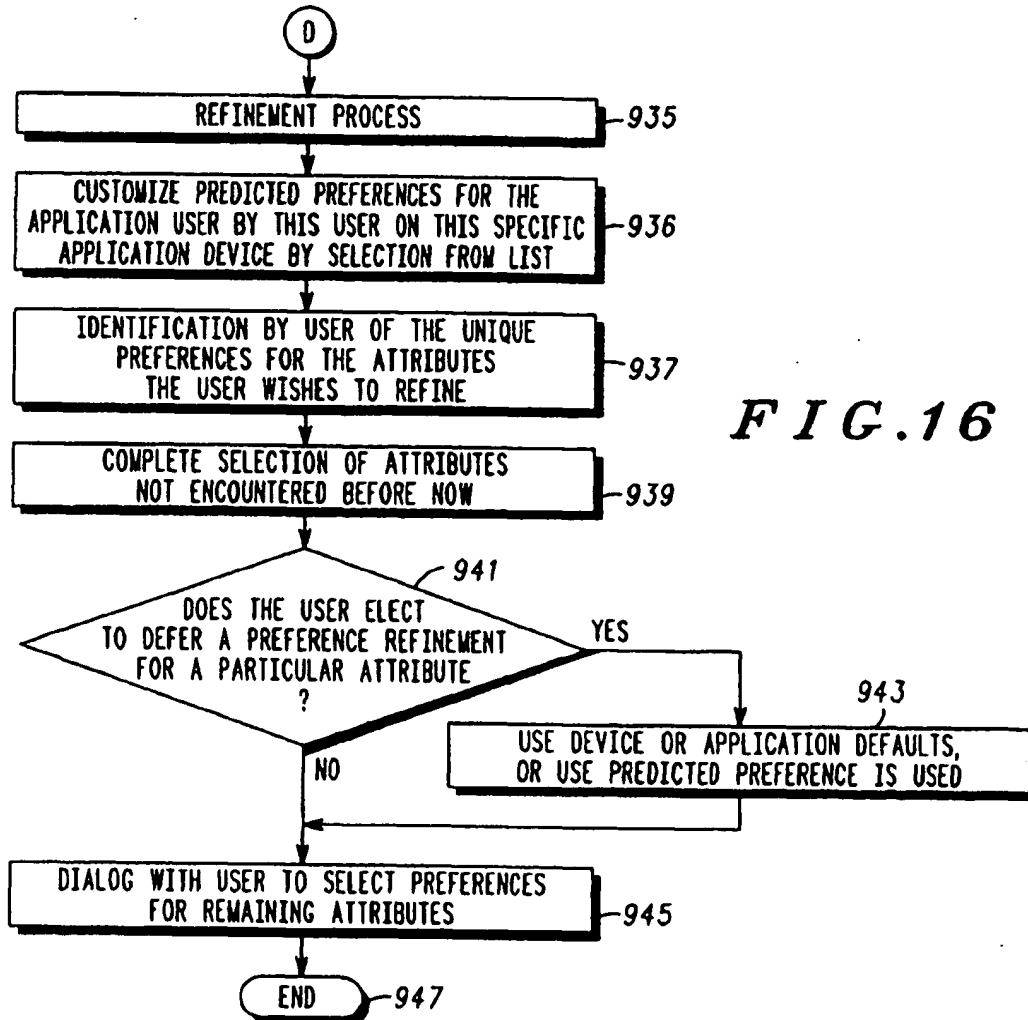 D
REFINEMENT PROCESS
935
CUSTOMIZE PREDICTED PREFERENCES FOR THE
APPLICATION USER BY THIS USER ON THIS SPECIFIC
APPLICATION DEVICE BY SELECTION FROM LIST
936
IDENTIFICATION BY USER OF THE UNIQUE
PREFERENCES FOR THE ATTRIBUTES
THE USER WISHES TO REFINE
937
FIG.16
COMPLETE SELECTION OF ATTRIBUTES
NOT ENCOUNTERED BEFORE NOW
939
941
DOES THE USER ELECT
TO DEFER A PREFERENCE REFINEMENT
FOR A PARTICULAR ATTRIBUTE
?
YES
NO
943
USE DEVICE OR APPLICATION DEFAULTS,
OR USE PREDICTED PREFERENCE IS USED
DIALOG WITH USER TO SELECT PREFERENCES
FOR REMAINING ATTRIBUTES
945
END
947